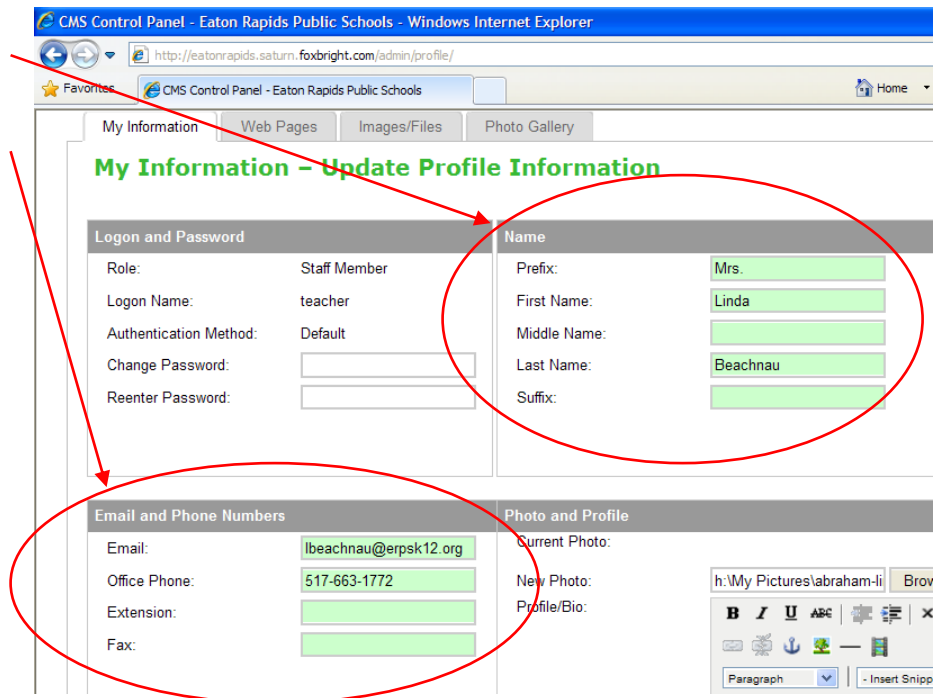 CMS Control Panel - Eaton Rapids Public Schools - Windows Internet Explorer
http://eatonrapids.saturn.foxbright.com/admin/profile/
Favorites CMS Control Panel - Eaton Rapids Public Schools Home
My Information Web Pages Images/Files Photo Gallery
My Information – Update Profile Information
Logon and Password
Role: Staff Member
Logon Name: teacher
Authentication Method: Default
Change Password:
Reenter Password:
Name
Prefix: Mrs.
First Name: Linda
Middle Name:
Last Name: Beachnau
Suffix:
Email and Phone Numbers
Email: lbeachnau@erpsk12.org
Office Phone: 517-663-1772
Extension:
Fax:
Photo and Profile
Current Photo:
New Photo: h:\My Pictures\abraham-li Brow
Profile/Bio:
B I U ABC
Paragraph - Insert Snipp